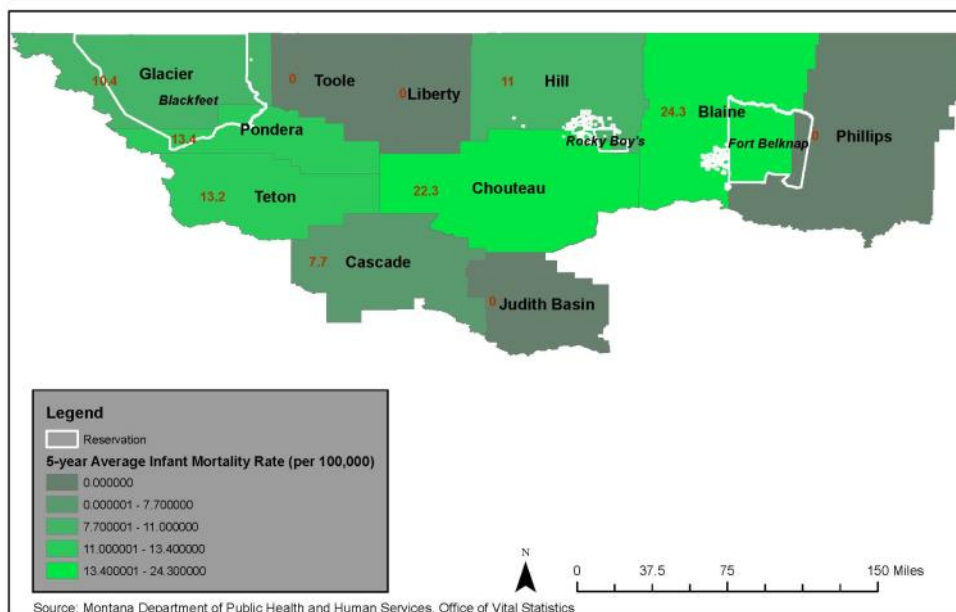 10.4
Glacier
Blackfeet
0
Toole
0
Liberty
11
Hill
24.3
Blaine
0
Phillips
13.4
Pondera
Rocky Boy's
Fort Belknap
13.2
Teton
22.3
Chouteau
7.7
Cascade
0
Judith Basin
Legend
Reservation
5-year Average Infant Mortality Rate (per 100,000)
0.000000
0.000001 - 7.700000
7.700001 - 11.000000
11.000001 - 13.400000
13.400001 - 24.300000
N
0 37.5 75 150 Miles
Source: Montana Department of Public Health and Human Services, Office of Vital Statistics